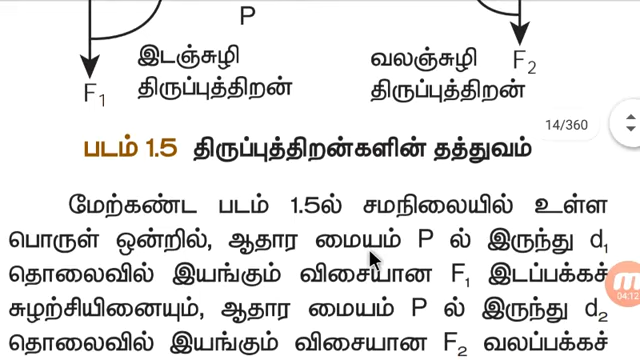 P
இடஞ்சுழி
திருப்புத்திறன்
F₁
வலஞ்சுழி
திருப்புத்திறன்
F₂
14/360
படம் 1.5 திருப்புத்திறன்களின் தத்துவம்
மேற்கண்ட படம் 1.5ல் சமநிலையில் உள்ள
பொருள் ஒன்றில், ஆதார மையம் P ல் இருந்து d₁
தொலைவில் இயங்கும் விசையான F₁ இடப்பக்கச்
சுழற்சியினையும், ஆதார மையம் P ல் இருந்து d₂
தொலைவில் இயங்கும் விசையான F₂ வலப்பக்கச்
04:12